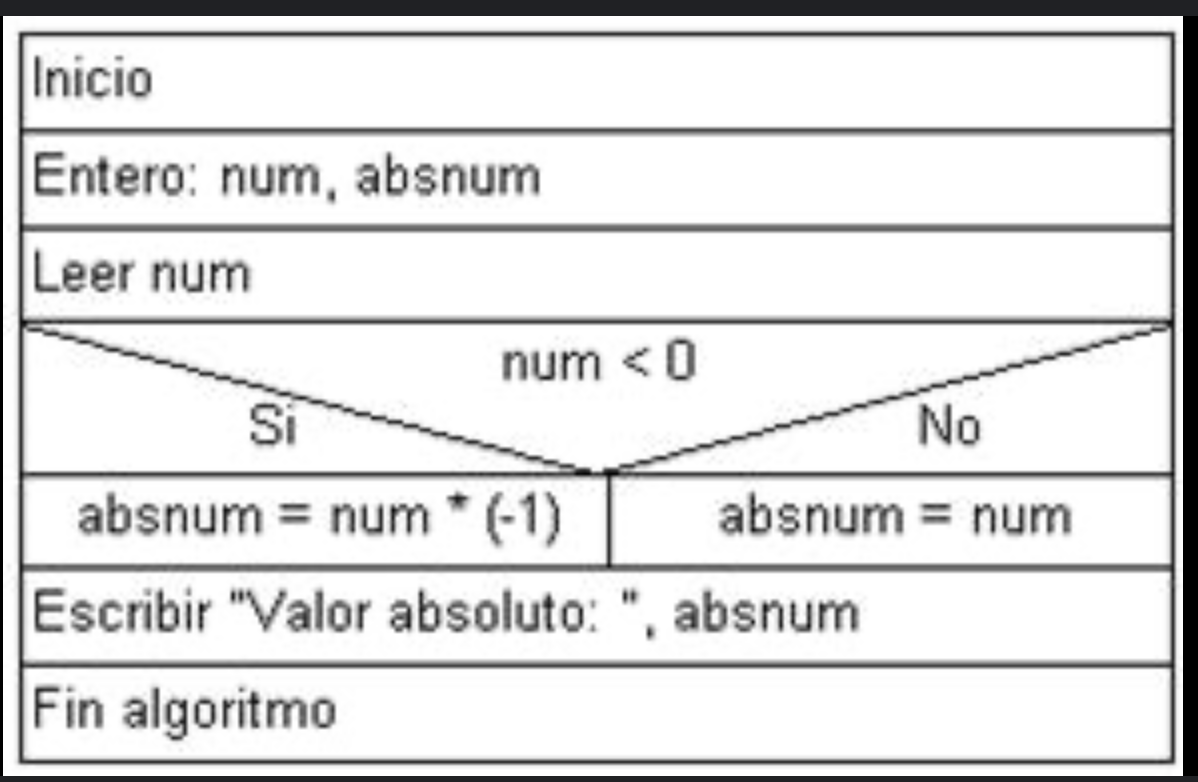 Inicio
Entero: num, absnum
Leer num
num < 0
Si
No
absnum = num * (-1)
absnum = num
Escribir "Valor absoluto: ", absnum
Fin algoritmo